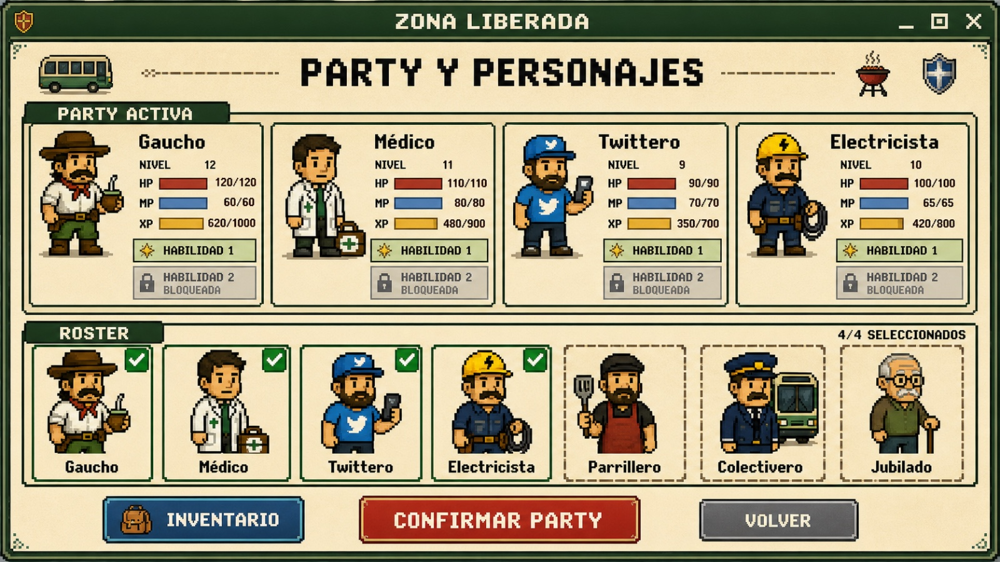 ZONA LIBERADA
PARTY Y PERSONAJES
PARTY ACTIVA
Gaucho
NIVEL 12
HP 120/120
MP 60/60
XP 620/1000
HABILIDAD 1
HABILIDAD 2
BLOQUEADA
Médico
NIVEL 11
HP 110/110
MP 80/80
XP 480/900
HABILIDAD 1
HABILIDAD 2
BLOQUEADA
Twittero
NIVEL 9
HP 90/90
MP 70/70
XP 350/700
HABILIDAD 1
HABILIDAD 2
BLOQUEADA
Electricista
NIVEL 10
HP 100/100
MP 65/65
XP 420/800
HABILIDAD 1
HABILIDAD 2
BLOQUEADA
ROSTER
4/4 SELECCIONADOS
Gaucho
Médico
Twittero
Electricista
Parrillero
Colectivero
Jubilado
INVENTARIO
CONFIRMAR PARTY
VOLVER